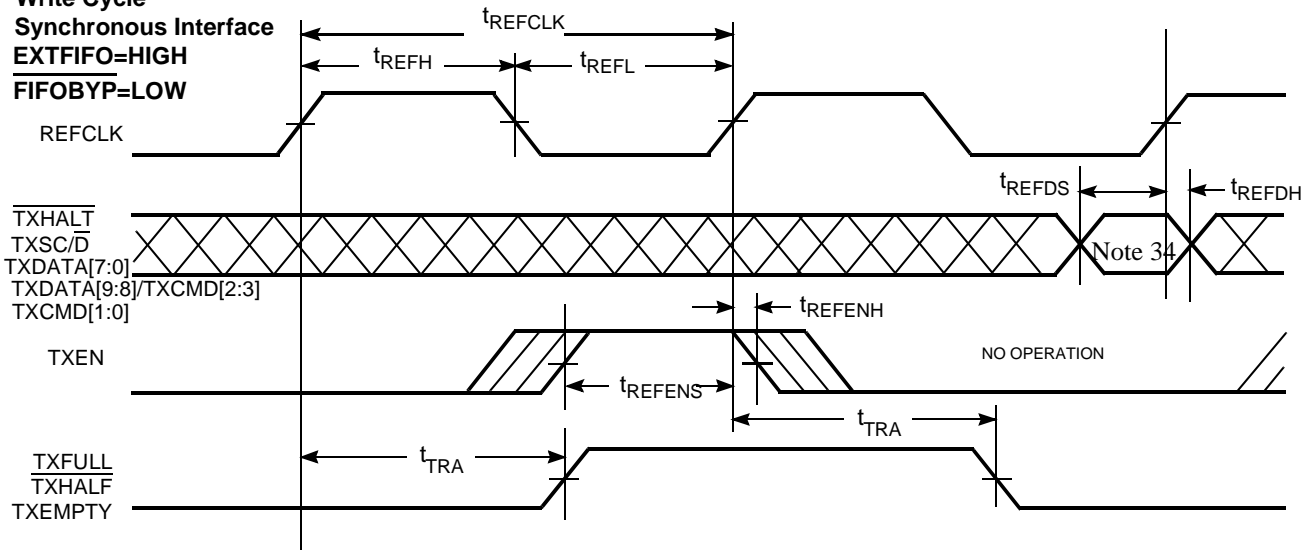 Write Cycle
Synchronous Interface
EXTFIFO=HIGH
FIFOBYP=LOW
tREFCLK
tREFH
tREFL
REFCLK
tREFDS
tREFDH
TXHALT
TXSC/D
TXDATA[7:0]
TXDATA[9:8]/TXCMD[2:3]
TXCMD[1:0]
Note 34
tREFENH
TXEN
NO OPERATION
tREFENS
tTRA
tTRA
TXFULL
TXHALF
TXEMPTY